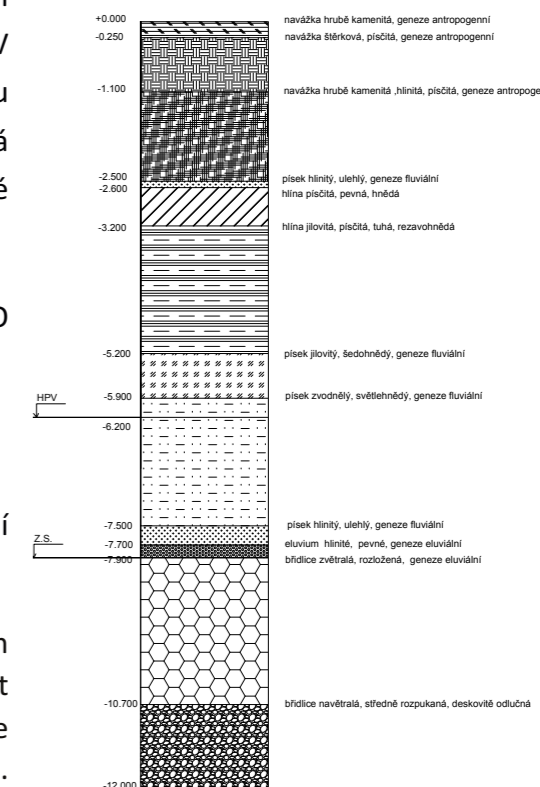 +0.000 navážka hrubě kamenitá, geneze antropogenní
-0.250 navážka štěrková, písčitá, geneze antropogenní
-1.100 navážka hrubě kamenitá ,hlinitá, písčitá, geneze antropoge
-2.500 písek hlinitý, ulehlý, geneze fluviální
-2.600 hlína písčitá, pevná, hnědá
-3.200 hlína jílovitá, písčitá, tuhá, rezavohnědá
-5.200 písek jílovitý, šedohnědý, geneze fluviální
-5.900 písek zvodnělý, světlehnědý, geneze fluviální
HPV
-6.200
-7.500 písek hlinitý, ulehlý, geneze fluviální
Z.S.
-7.700 eluvium hlinité, pevné, geneze eluviální
-7.900 břidlice zvětralá, rozložená, geneze eluviální
-10.700 břidlice navětralá, středně rozpukaná, deskovitě odlučná
-12.000